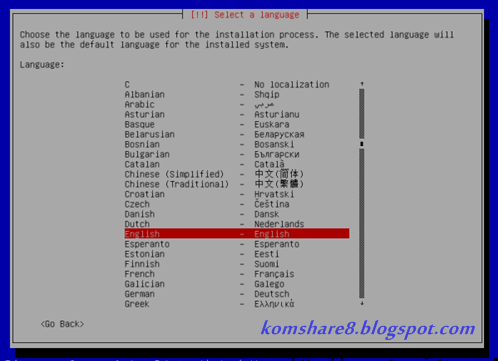 [!!] Select a language
Choose the language to be used for the installation process. The selected language will
also be the default language for the installed system.
Language:
C - No localization
Albanian - Shqip
Arabic - عربي
Asturian - Asturianu
Basque - Euskara
Belarusian - Беларуская
Bosnian - Bosanski
Bulgarian - Български
Catalan - Català
Chinese (Simplified) - 中文(简体)
Chinese (Traditional) - 中文(繁體)
Croatian - Hrvatski
Czech - Čeština
Danish - Dansk
Dutch - Nederlands
English - English
Esperanto - Esperanto
Estonian - Eesti
Finnish - Suomi
French - Français
Galician - Galego
German - Deutsch
Greek - Ελληνικά
<Go Back>
komshare8.blogspot.com